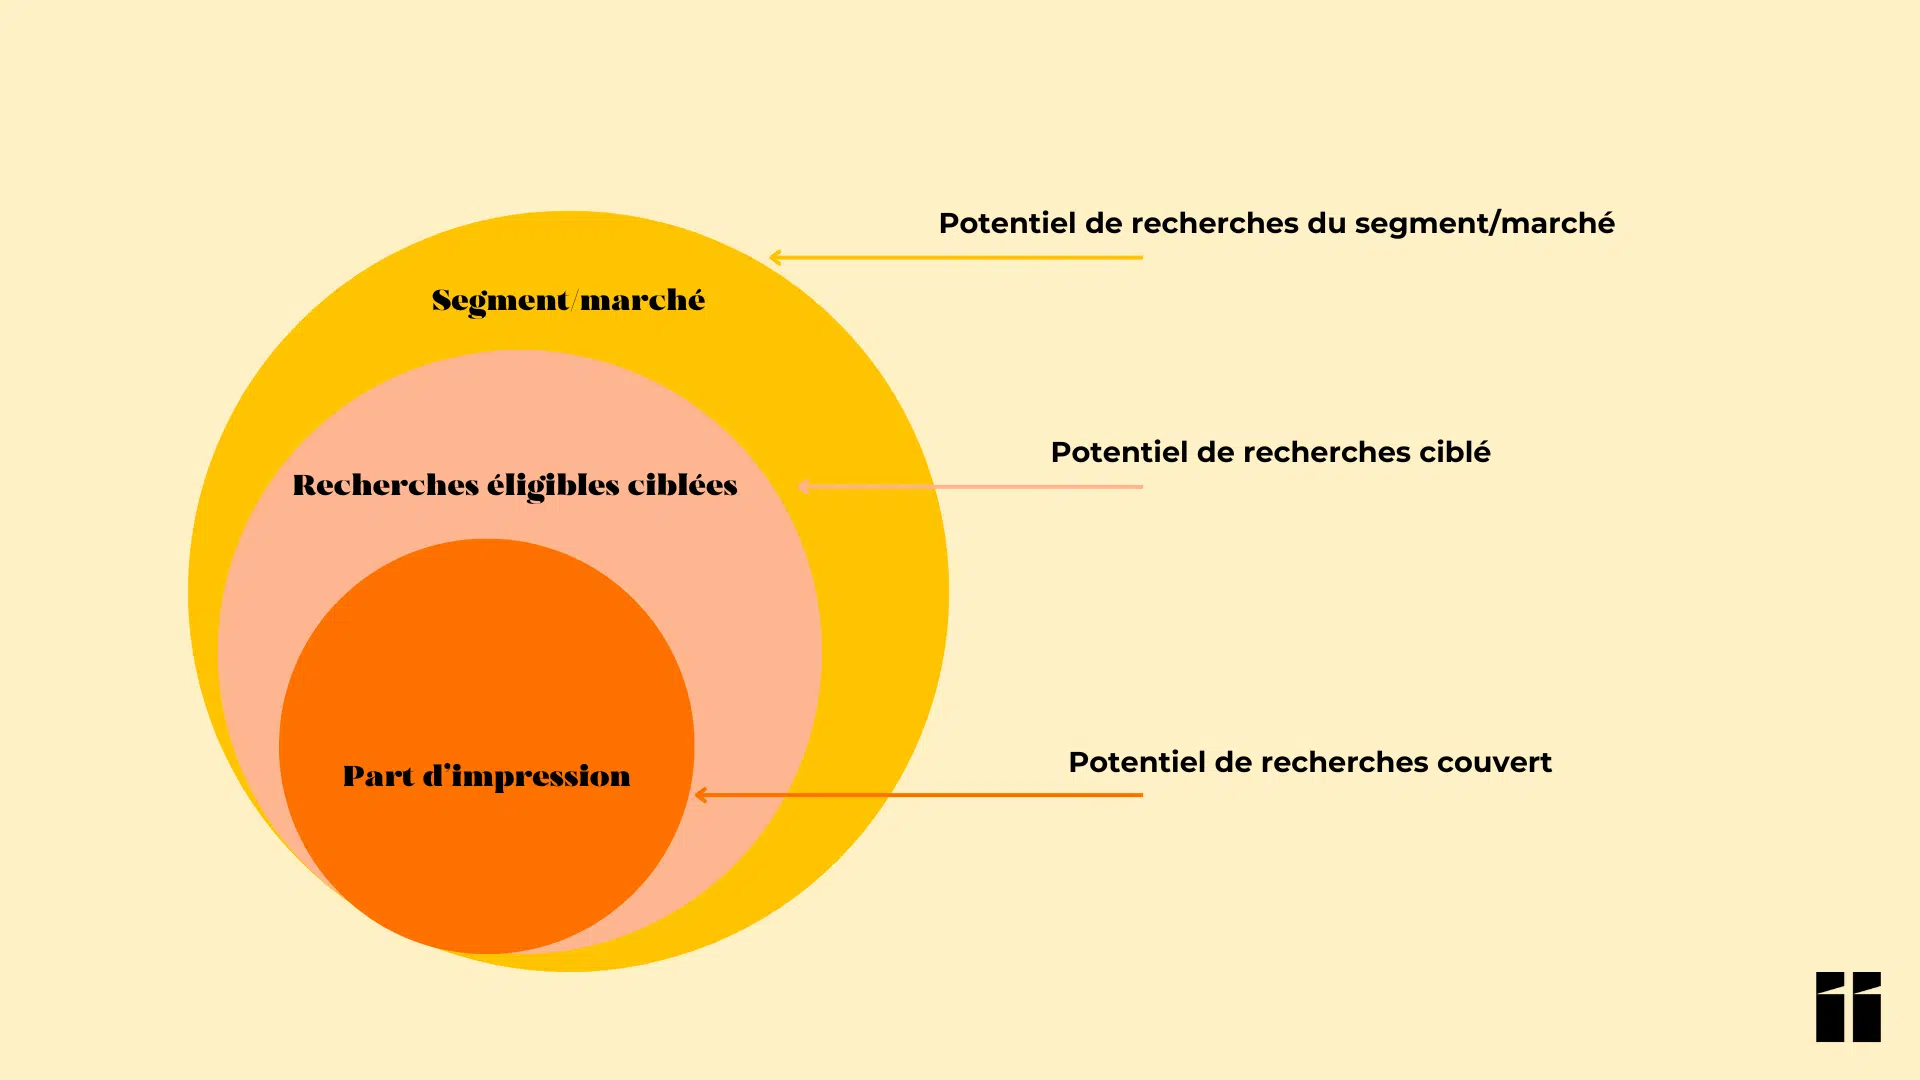 Potentiel de recherches du segment/marché
Segment/marché
Potentiel de recherches ciblé
Recherches éligibles ciblées
Potentiel de recherches couvert
Part d'impression